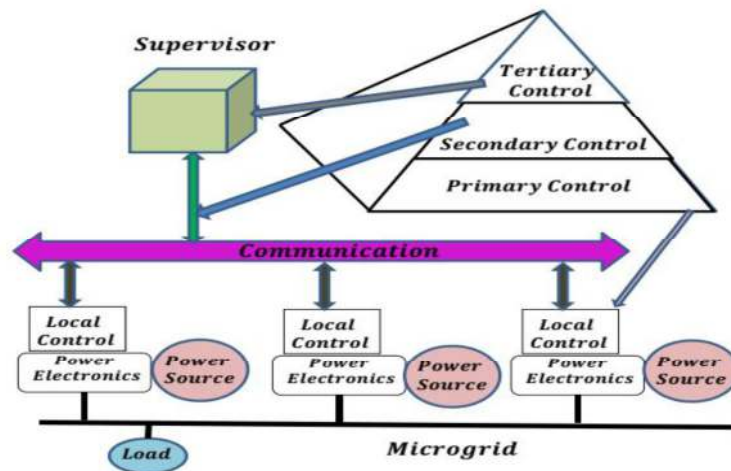 Supervisor
Tertiary
Control
Secondary Control
Primary Control
Communication
Local
Control
Power
Electronics
Power
Source
Local
Control
Power
Electronics
Power
Source
Local
Control
Power
Electronics
Power
Source
Load
Microgrid